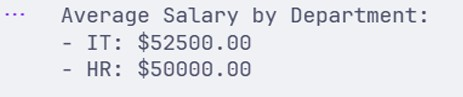 Average Salary by Department:
- IT: $52500.00
- HR: $50000.00